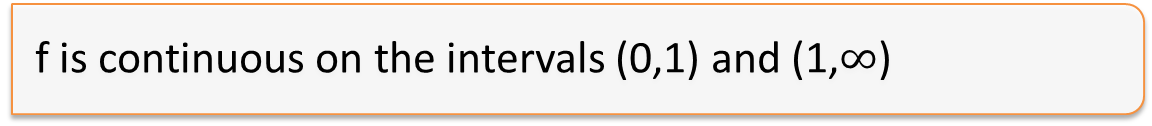 f is continuous on the intervals (0,1) and (1,∞)